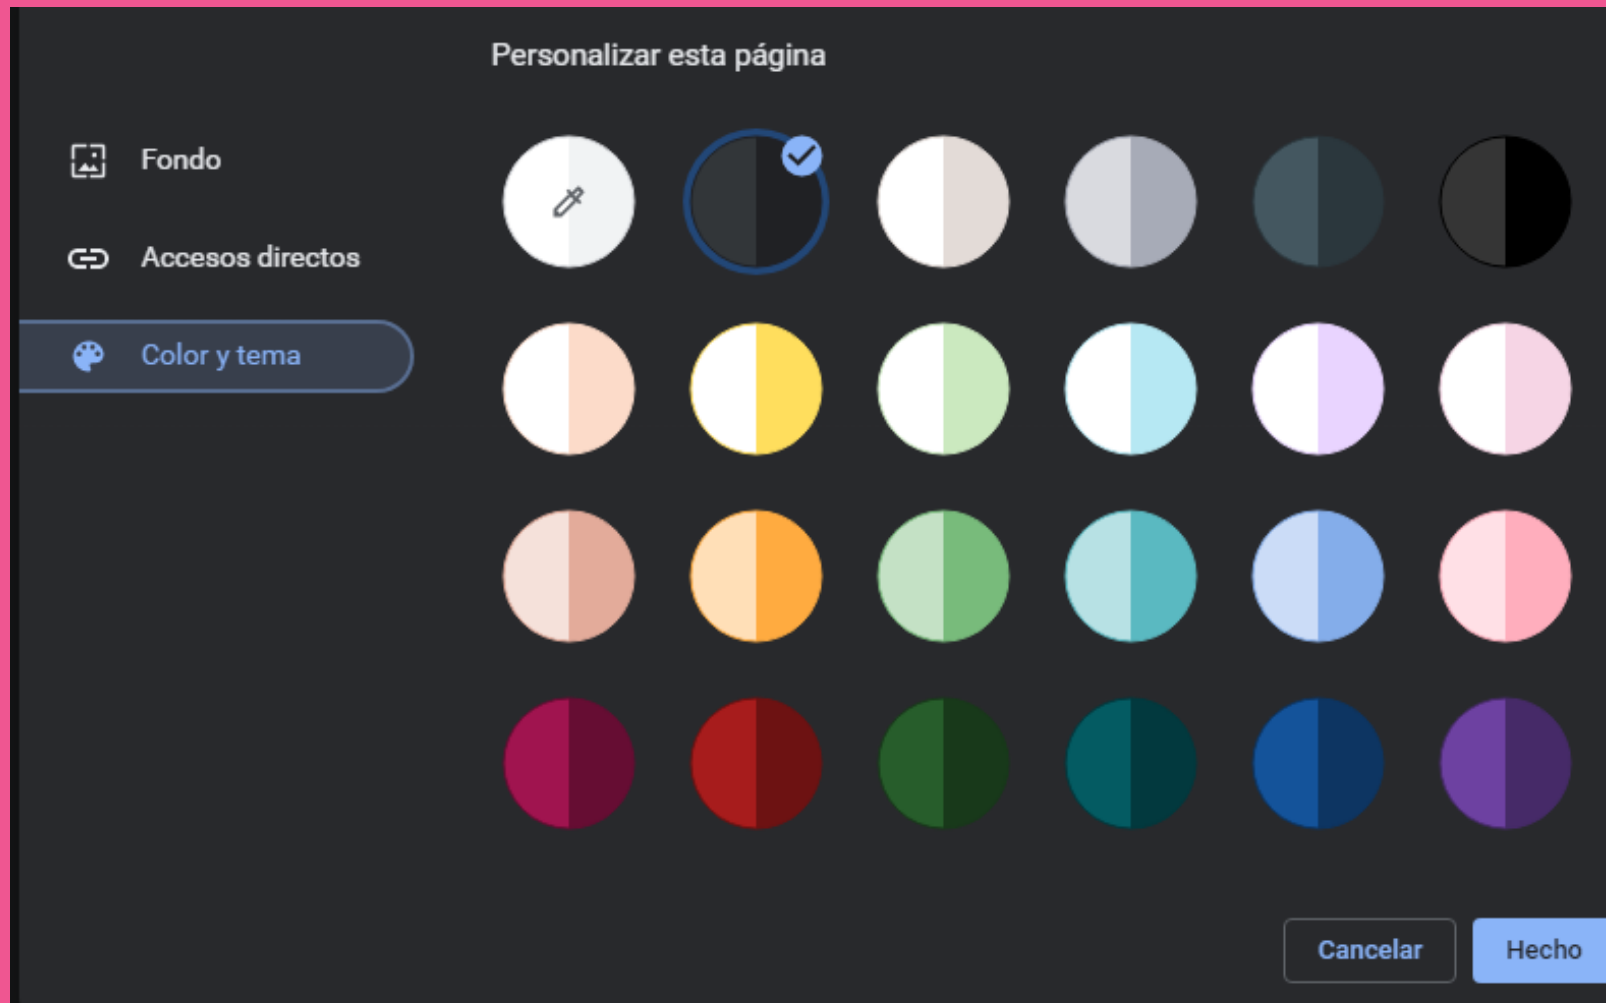 Personalizar esta página
Fondo
Accesos directos
Color y tema
Cancelar
Hecho